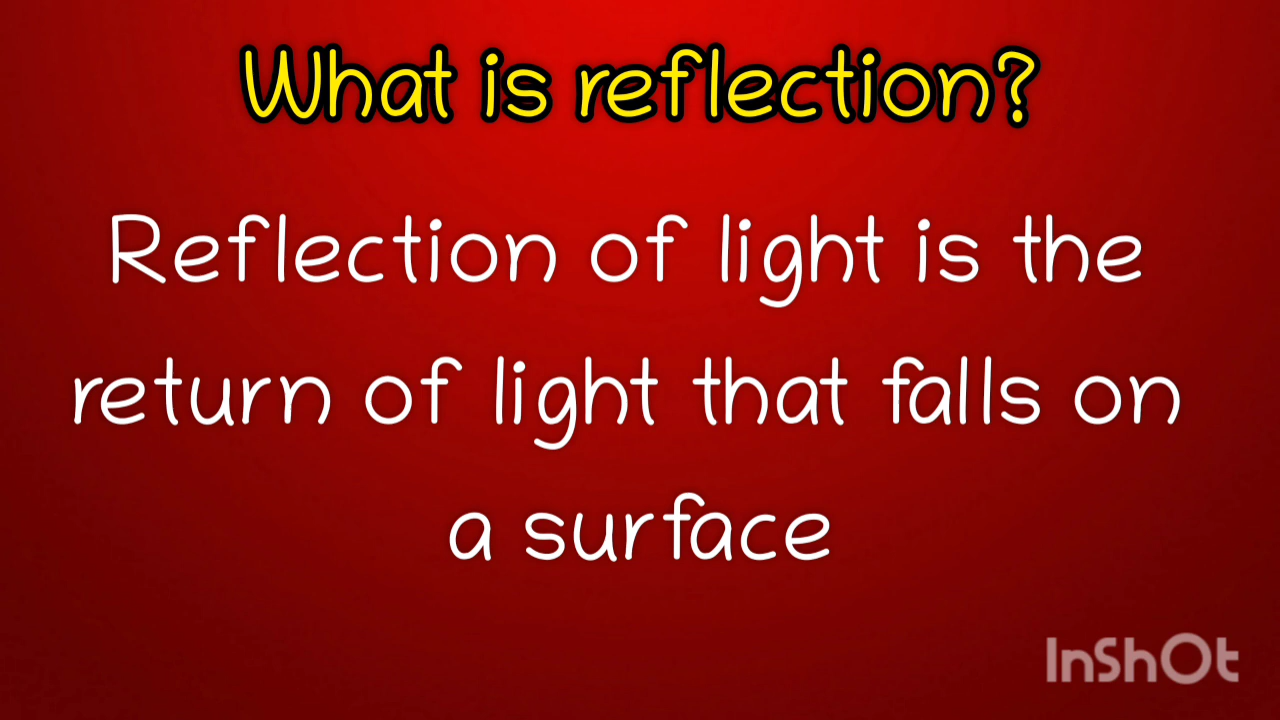 What is reflection?
Reflection of light is the
return of light that falls on
a surface
InShOt